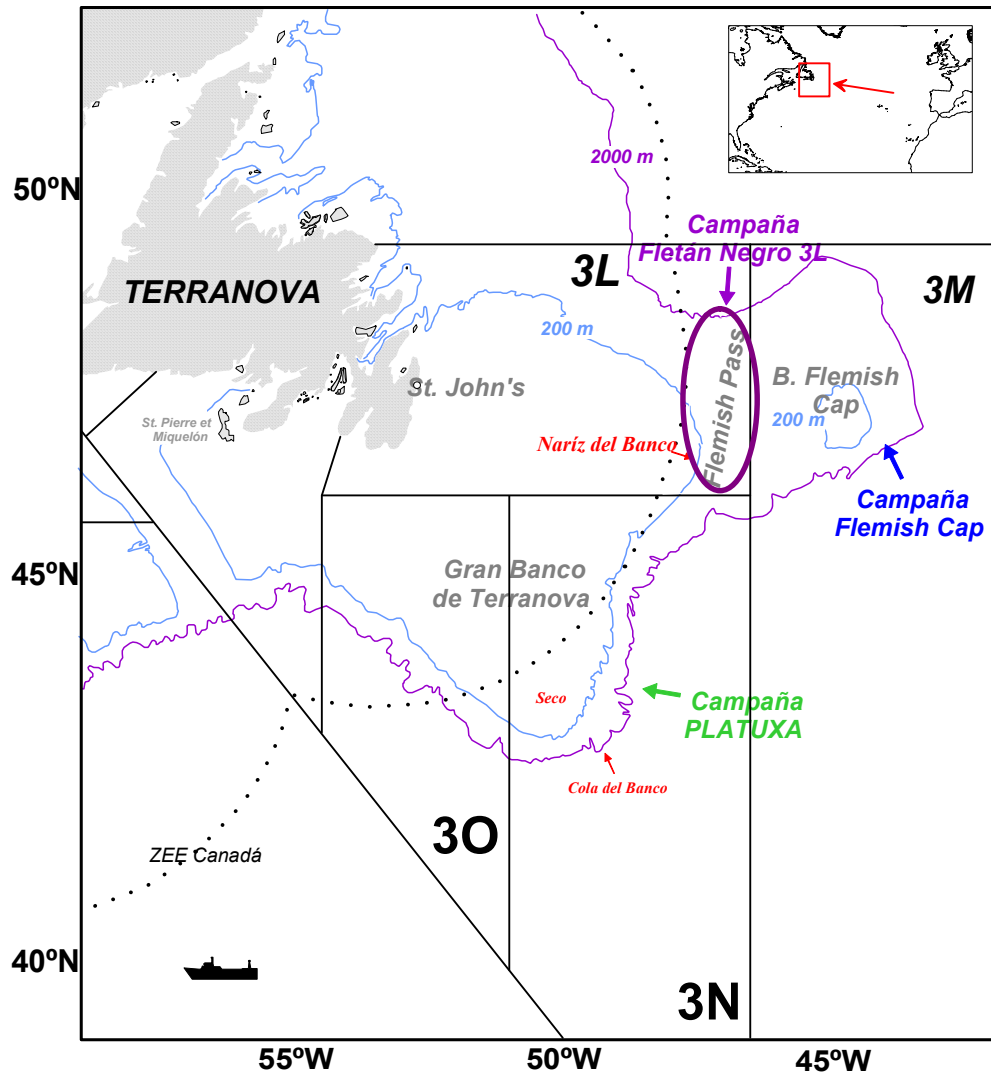 50ºN
2000 m
Campaña
Fletán Negro 3L
3L
3M
TERRANOVA
200 m
St. John's
Flemish Pass
B. Flemish
Cap
200 m
St. Pierre et
Miquelón
Naríz del Banco
Campaña
Flemish Cap
45ºN
Gran Banco
de Terranova
Seco
Campaña
PLATUXA
Cola del Banco
3O
ZEE Canadá
40ºN
3N
55ºW
50ºW
45ºW